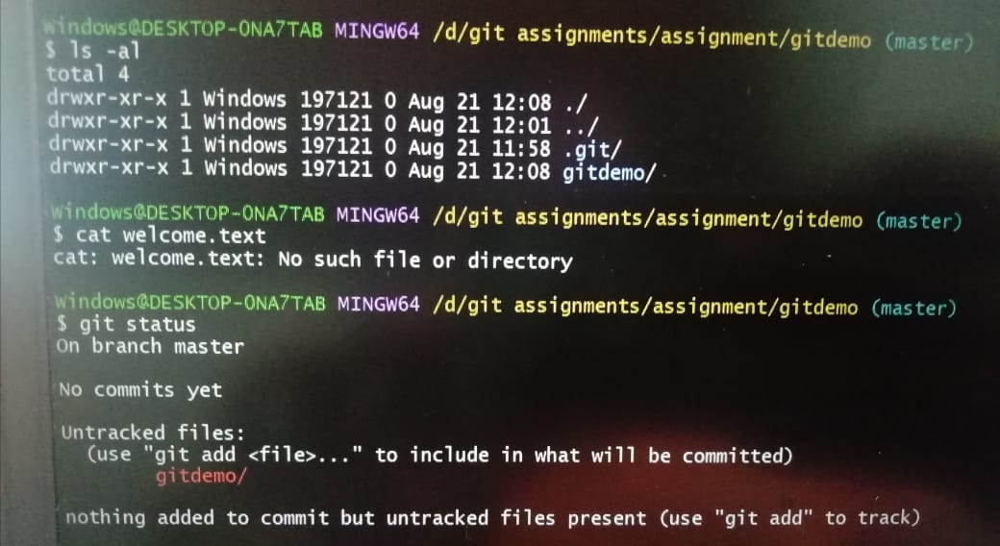 Windows@DESKTOP-0NA7TAB MINGW64 /d/git assignments/assignment/gitdemo (master)
$ ls -al
total 4
drwxr-xr-x 1 Windows 197121 0 Aug 21 12:08 ./
drwxr-xr-x 1 Windows 197121 0 Aug 21 12:01 ../
drwxr-xr-x 1 Windows 197121 0 Aug 21 11:58 .git/
drwxr-xr-x 1 Windows 197121 0 Aug 21 12:08 gitdemo/
Windows@DESKTOP-0NA7TAB MINGW64 /d/git assignments/assignment/gitdemo (master)
$ cat welcome.text
cat: welcome.text: No such file or directory
Windows@DESKTOP-0NA7TAB MINGW64 /d/git assignments/assignment/gitdemo (master)
$ git status
On branch master
No commits yet
Untracked files:
(use "git add <file>..." to include in what will be committed)
gitdemo/
nothing added to commit but untracked files present (use "git add" to track)